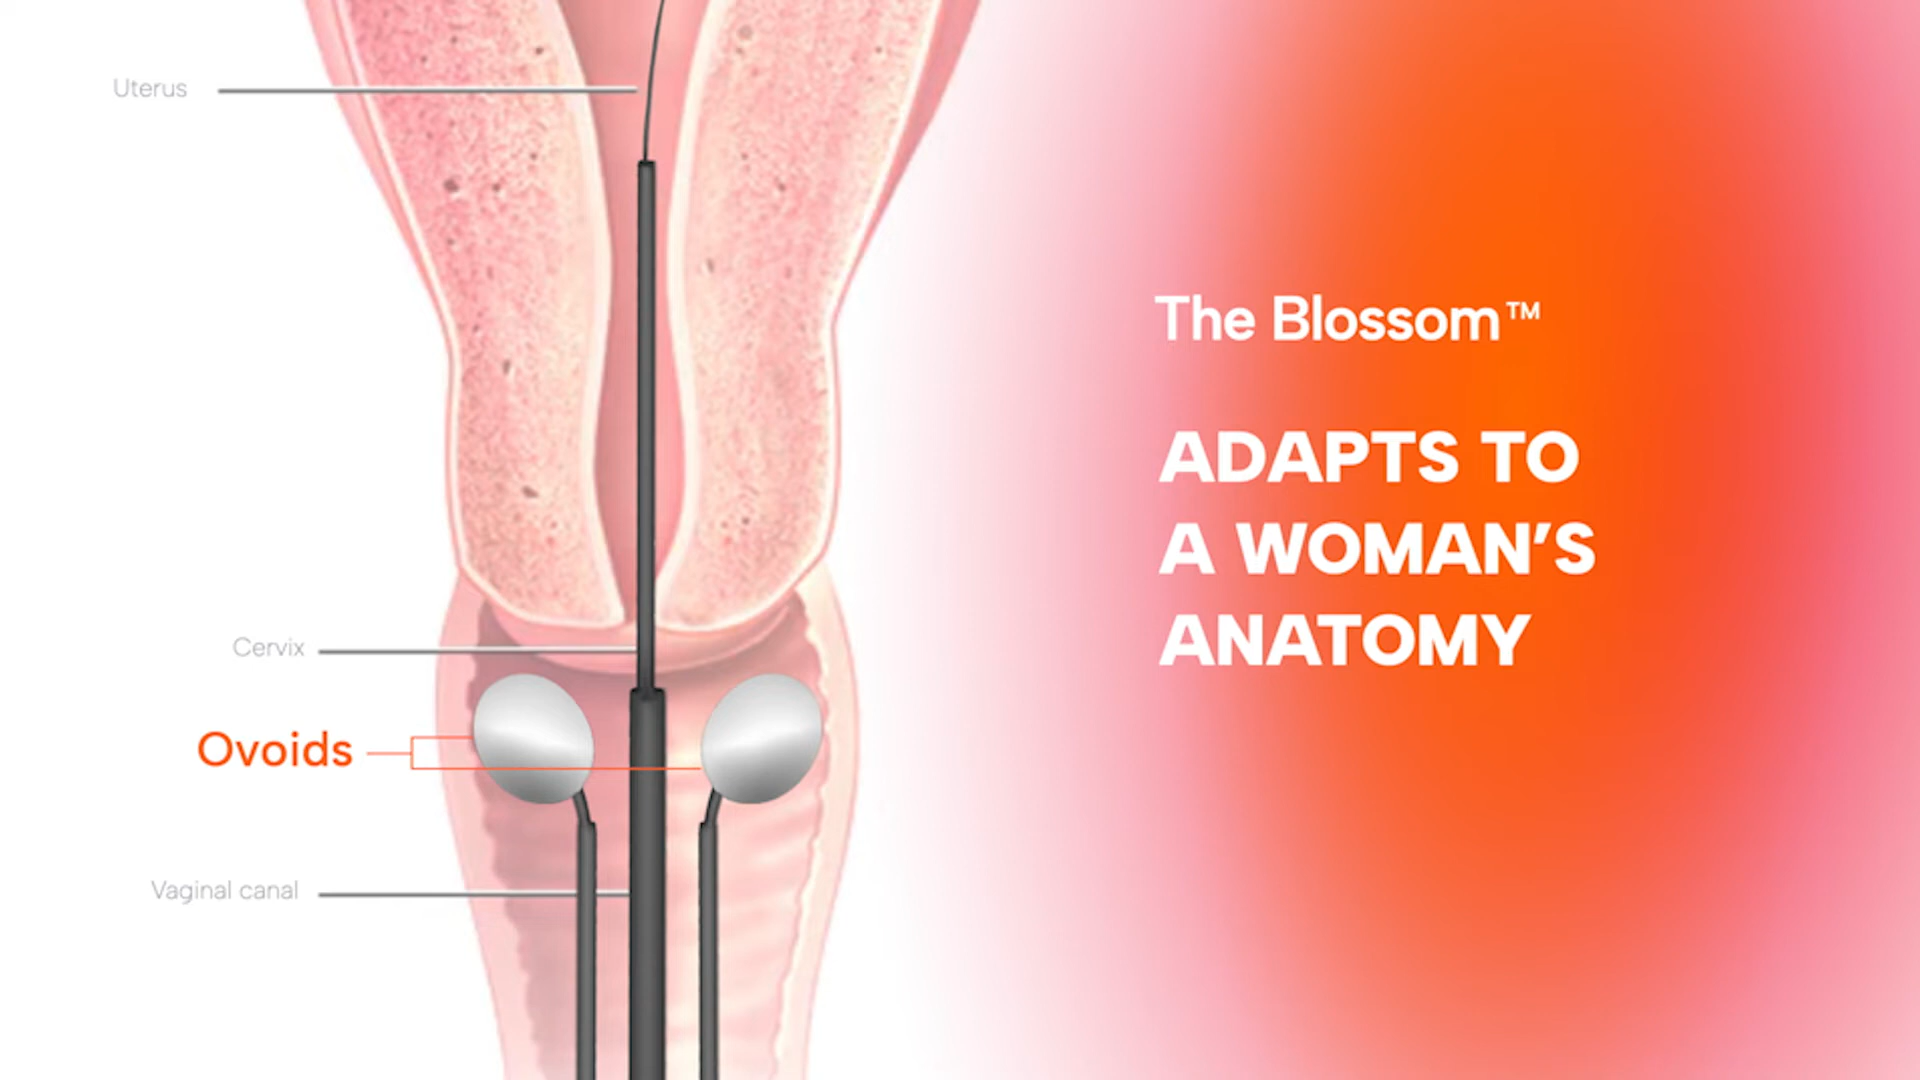 Uterus
Cervix
Ovoids
Vaginal canal
The Blossom™
ADAPTS TO
A WOMAN’S
ANATOMY